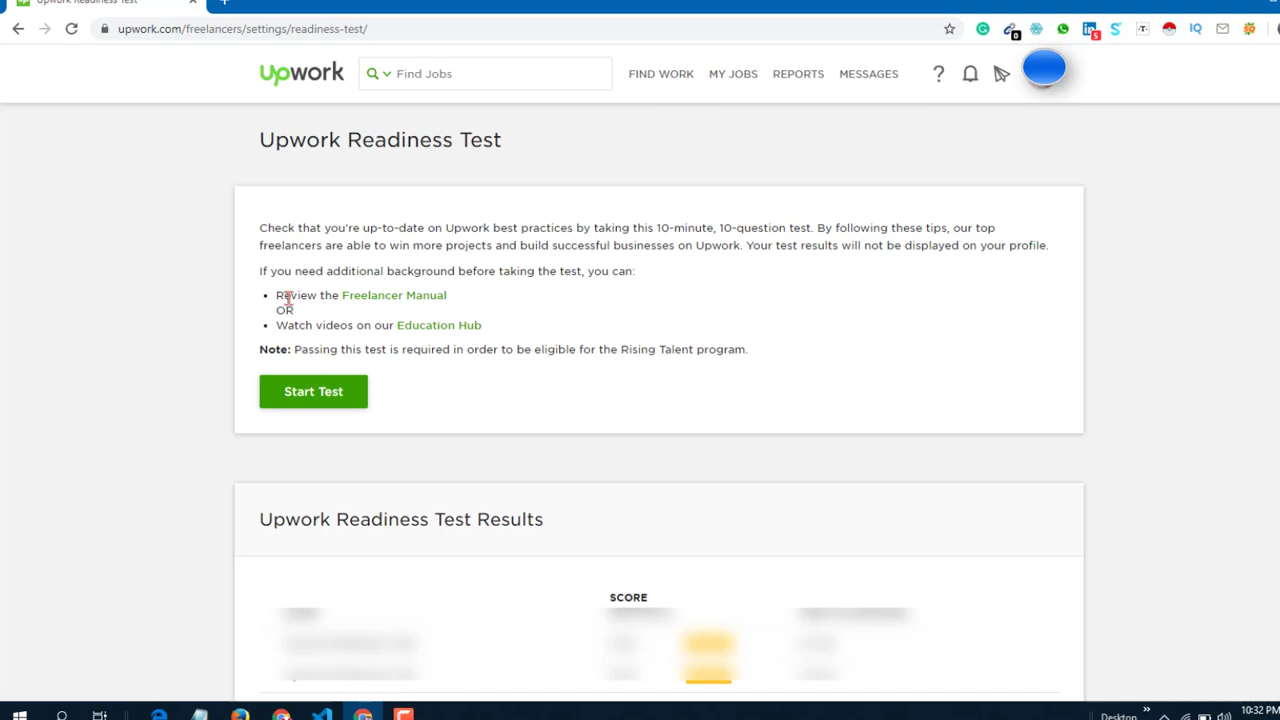 upwork.com/freelancers/settings/readiness-test/
0
5
-T-
IQ
Upwork
Find Jobs
FIND WORK
MY JOBS
REPORTS
MESSAGES
?
Upwork Readiness Test
Check that you're up-to-date on Upwork best practices by taking this 10-minute, 10-question test. By following these tips, our top
freelancers are able to win more projects and build successful businesses on Upwork. Your test results will not be displayed on your profile.
If you need additional background before taking the test, you can:
• Review the Freelancer Manual
OR
• Watch videos on our Education Hub
Note: Passing this test is required in order to be eligible for the Rising Talent program.
Start Test
Upwork Readiness Test Results
SCORE
Desktop
10:32 PM